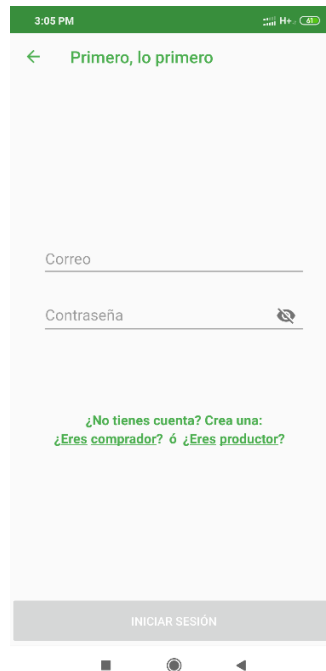 3:05 PM
H+
61
Primero, lo primero
Correo
Contraseña
¿No tienes cuenta? Crea una:
¿Eres comprador? ó ¿Eres productor?
INICIAR SESIÓN